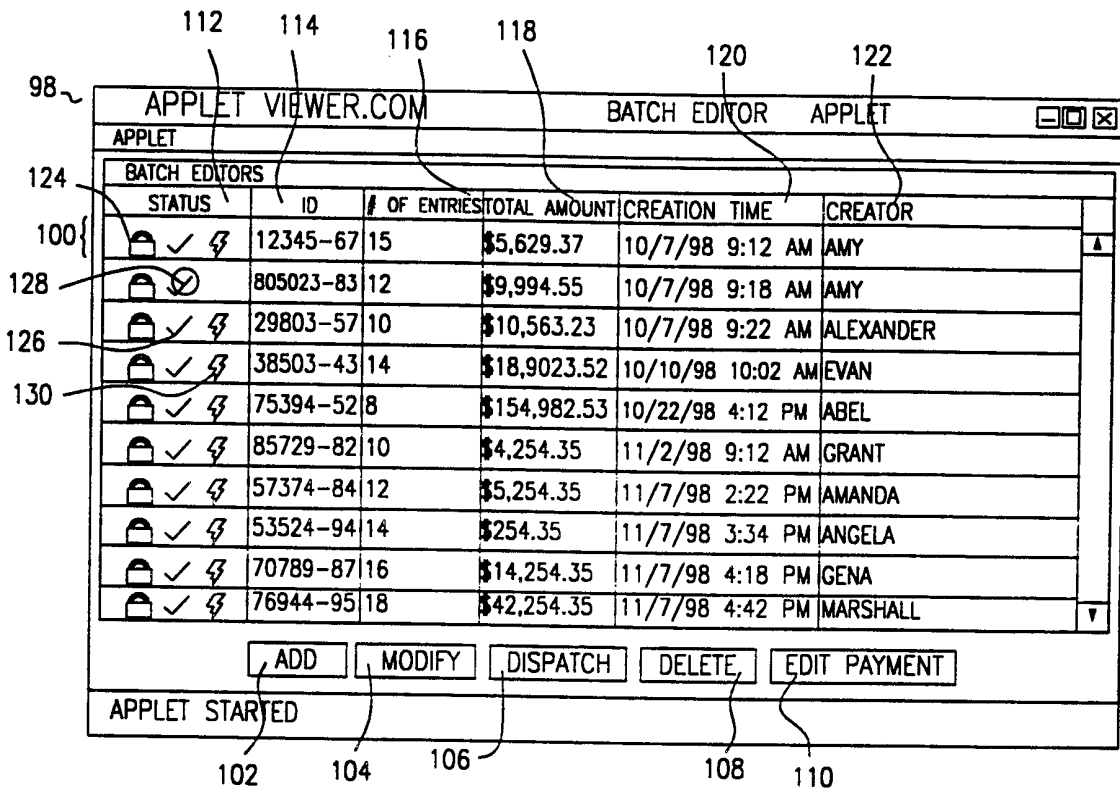 112 114 116 118 120 122
98
APPLET VIEWER.COM BATCH EDITOR APPLET
APPLET
BATCH EDITORS
124
STATUS ID # OF ENTRIES TOTAL AMOUNT CREATION TIME CREATOR
100
12345-67 15 $5,629.37 10/7/98 9:12 AM AMY
128
805023-83 12 $9,994.55 10/7/98 9:18 AM AMY
126
29803-57 10 $10,563.23 10/7/98 9:22 AM ALEXANDER
130
38503-43 14 $18,9023.52 10/10/98 10:02 AM EVAN
75394-52 8 $154,982.53 10/22/98 4:12 PM ABEL
85729-82 10 $4,254.35 11/2/98 9:12 AM GRANT
57374-84 12 $5,254.35 11/7/98 2:22 PM AMANDA
53524-94 14 $254.35 11/7/98 3:34 PM ANGELA
70789-87 16 $14,254.35 11/7/98 4:18 PM GENA
76944-95 18 $42,254.35 11/7/98 4:42 PM MARSHALL
ADD MODIFY DISPATCH DELETE EDIT PAYMENT
APPLET STARTED
102 104 106 108 110